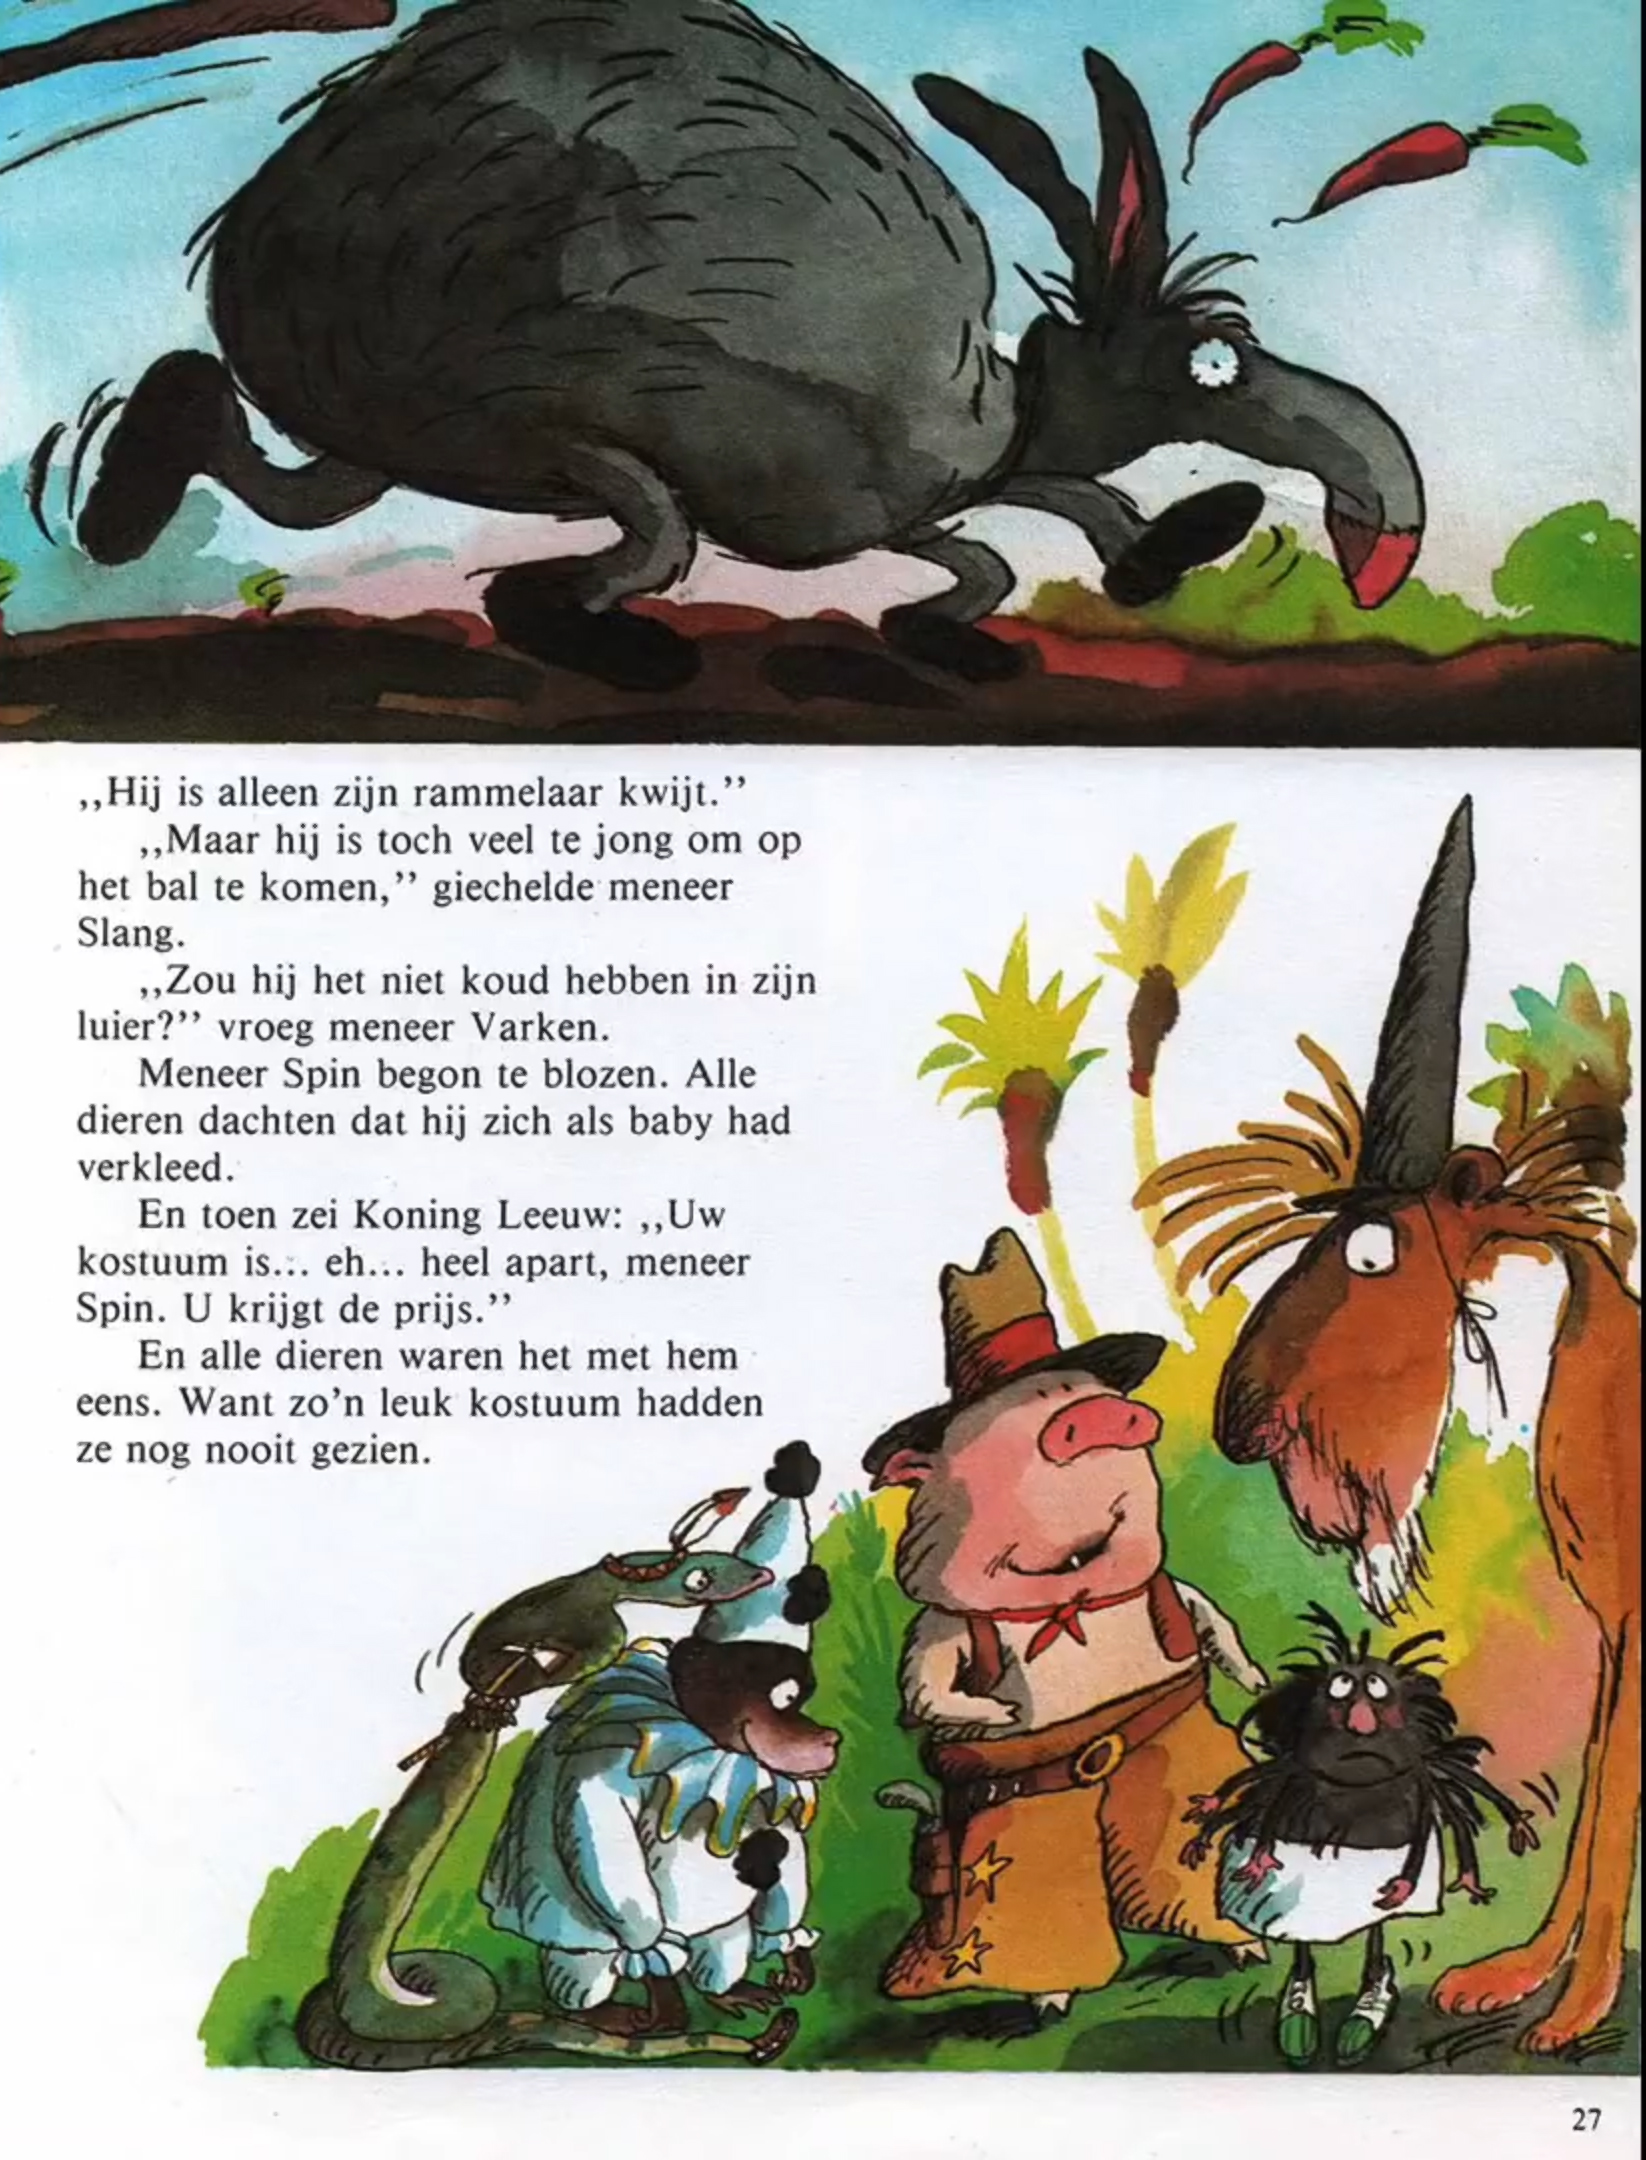 ,,Hij is alleen zijn rammelaar kwijt.”
,,Maar hij is toch veel te jong om op
het bal te komen,” giechelde meneer
Slang.
,,Zou hij het niet koud hebben in zijn
luier?” vroeg meneer Varken.
Meneer Spin begon te blozen. Alle
dieren dachten dat hij zich als baby had
verkleed.
En toen zei Koning Leeuw: ,,Uw
kostuum is... eh... heel apart, meneer
Spin. U krijgt de prijs.”
En alle dieren waren het met hem
eens. Want zo’n leuk kostuum hadden
ze nog nooit gezien.
27